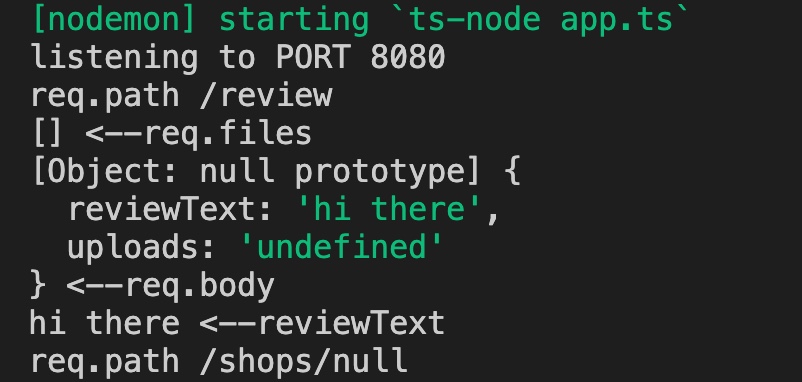 [nodemon] starting `ts-node app.ts`
listening to PORT 8080
req.path /review
[] <--req.files
[Object: null prototype] {
  reviewText: 'hi there',
  uploads: 'undefined'
} <--req.body
hi there <--reviewText
req.path /shops/null